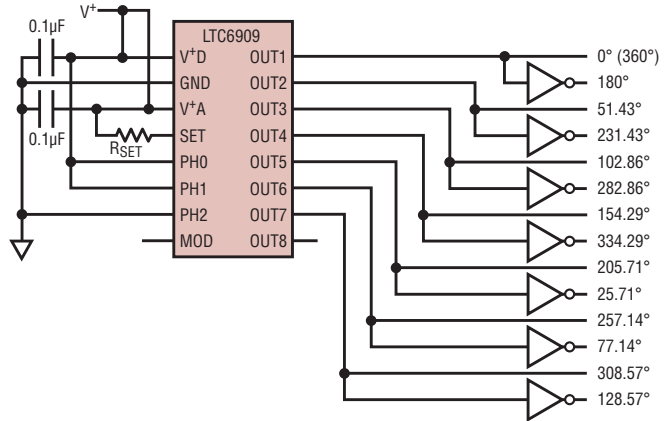 V+
0.1µF
0.1µF
RSET
LTC6909
V+D OUT1
GND OUT2
V+A OUT3
SET OUT4
PH0 OUT5
PH1 OUT6
PH2 OUT7
MOD OUT8
0° (360°)
180°
51.43°
231.43°
102.86°
282.86°
154.29°
334.29°
205.71°
25.71°
257.14°
77.14°
308.57°
128.57°